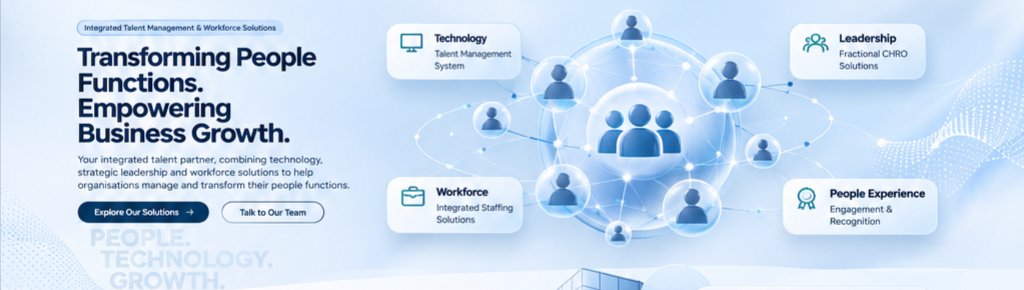 Integrated Talent Management & Workforce Solutions
Transforming People
Functions.
Empowering
Business Growth.
Your integrated talent partner, combining technology,
strategic leadership and workforce solutions to help
organisations manage and transform their people functions.
Explore Our Solutions →
Talk to Our Team
PEOPLE.
TECHNOLOGY.
GROWTH.
Technology
Talent Management
System
Workforce
Integrated Staffing
Solutions
Leadership
Fractional CHRO
Solutions
People Experience
Engagement &
Recognition